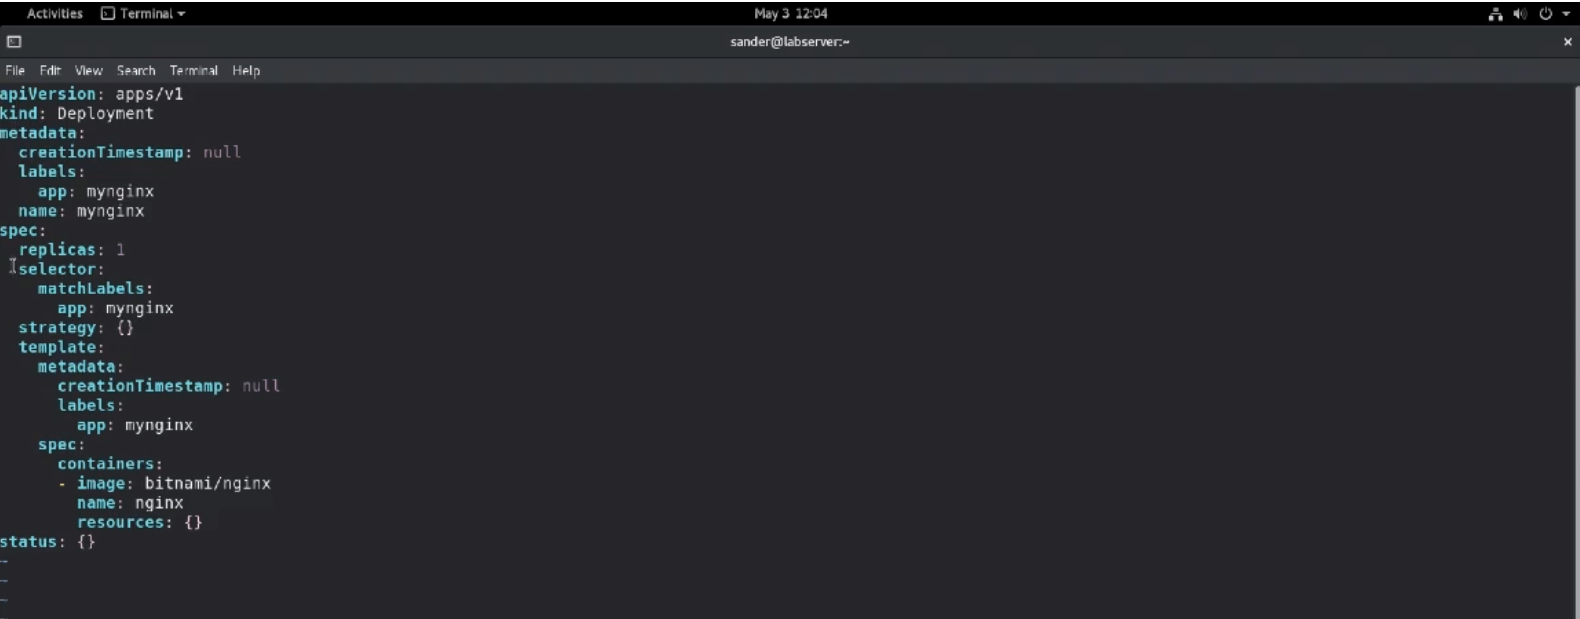 Activities Terminal May 3 12:04
sander@labserver:~ ×
File Edit View Search Terminal Help
apiVersion: apps/v1
kind: Deployment
metadata:
  creationTimestamp: null
  labels:
    app: mynginx
  name: mynginx
spec:
  replicas: 1
  selector:
    matchLabels:
      app: mynginx
  strategy: {}
  template:
    metadata:
      creationTimestamp: null
      labels:
        app: mynginx
    spec:
      containers:
      - image: bitnami/nginx
        name: nginx
        resources: {}
status: {}
~
~
~